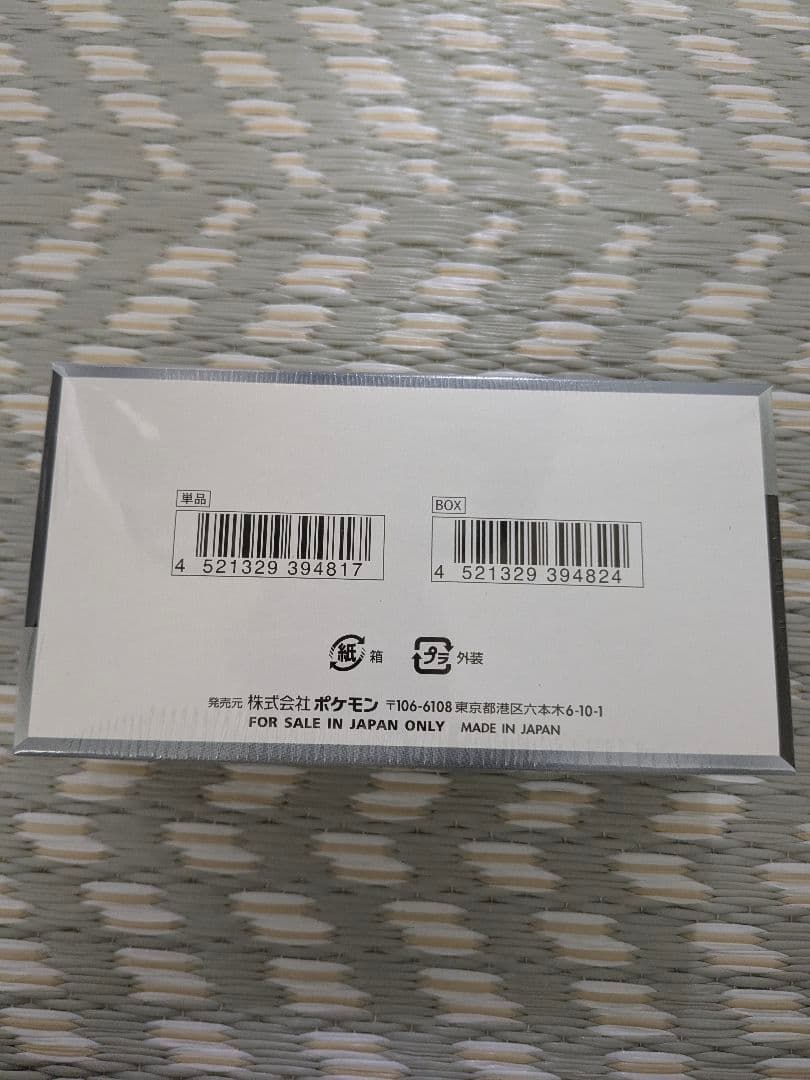 単品
4 521329 394817
BOX
4 521329 394824
紙 箱
プラ 外装
発売元 株式会社ポケモン 〒106-6108 東京都港区六本木6-10-1
FOR SALE IN JAPAN ONLY MADE IN JAPAN